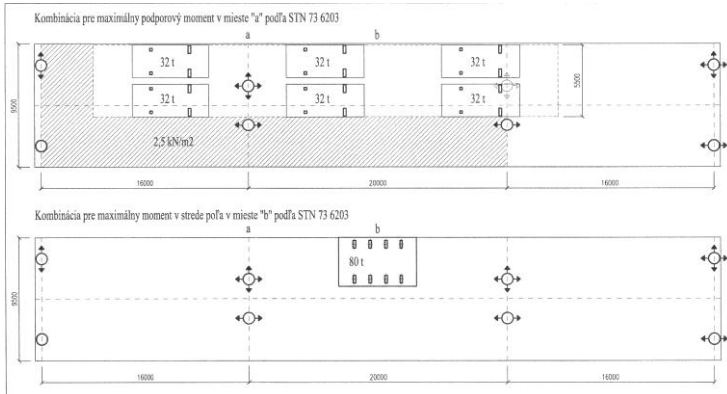 Kombinácia pre maximálny podporový moment v mieste "a" podľa STN 73 6203
a b
32 t 32 t 32 t
9500 5500
32 t 32 t 32 t
2,5 kN/m2
16000 20000 16000
Kombinácia pre maximálny moment v strede poľa v mieste "b" podľa STN 73 6203
a b
80 t
9500
16000 20000 16000